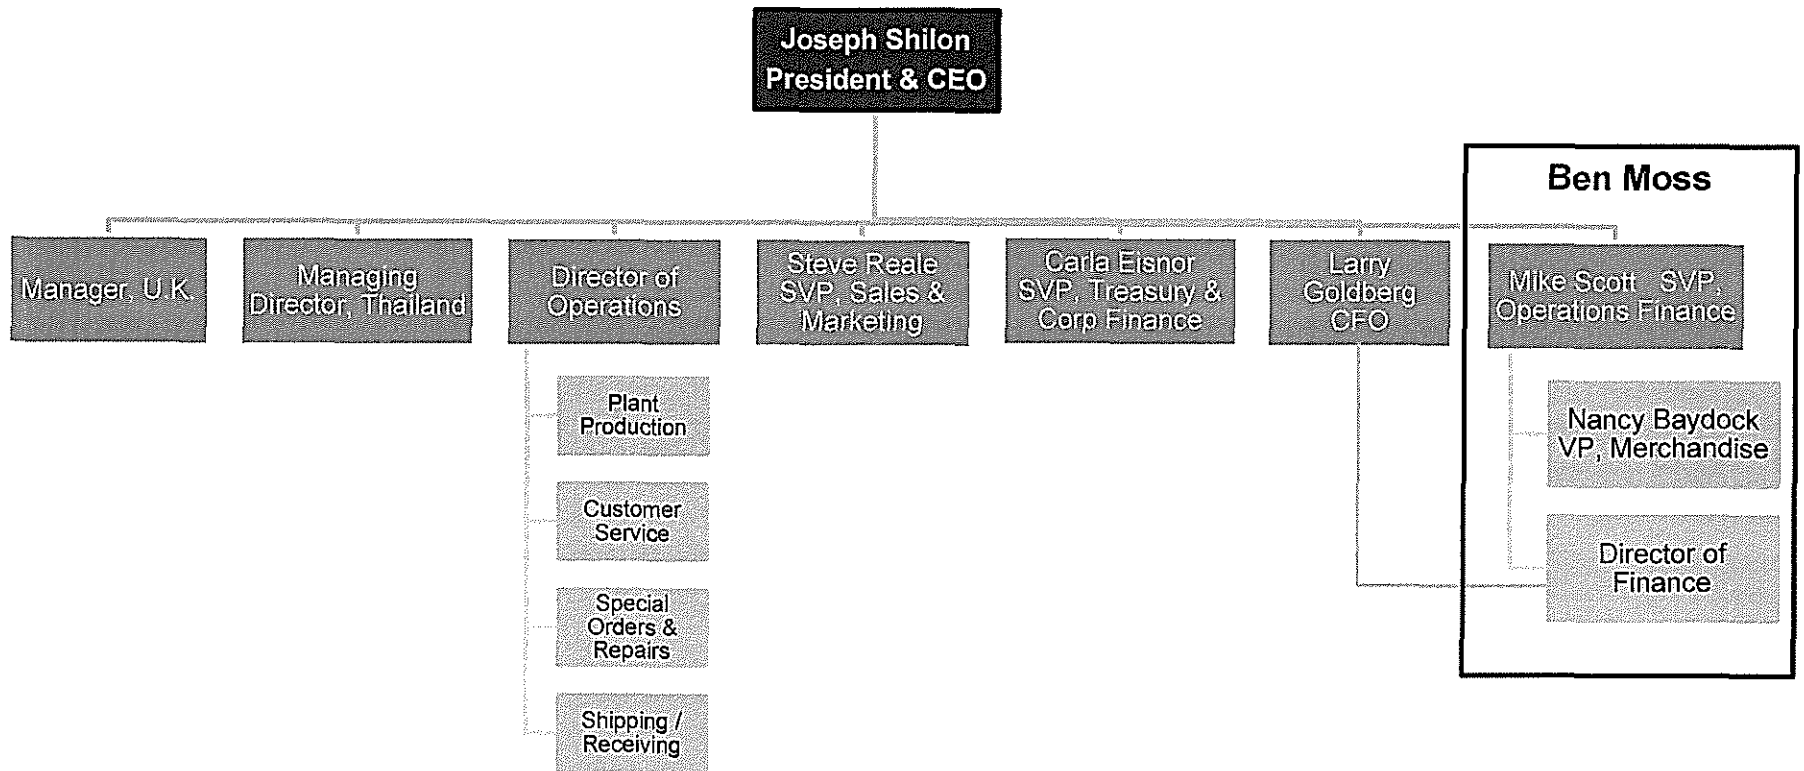 Joseph Shilon
President & CEO
Ben Moss
Manager, U.K.
Managing
Director, Thailand
Director of
Operations
Steve Reale
SVP, Sales &
Marketing
Carla Eisnor
SVP, Treasury &
Corp Finance
Larry
Goldberg
CFO
Mike Scott SVP,
Operations Finance
Plant
Production
Customer
Service
Special
Orders &
Repairs
Shipping /
Receiving
Nancy Baydock
VP, Merchandise
Director of
Finance